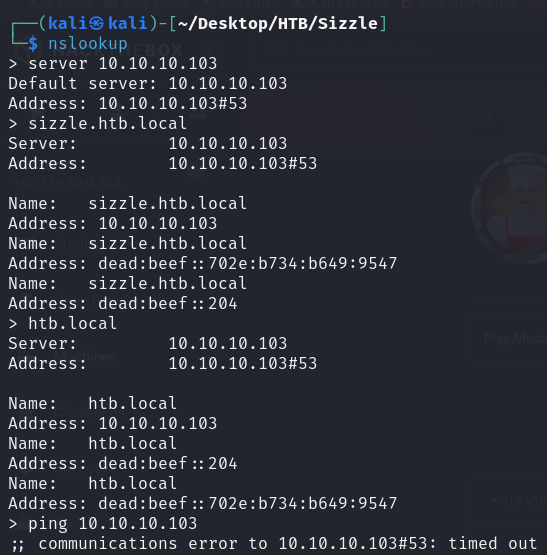 ┌──(kali㉿kali)-[~/Desktop/HTB/Sizzle]
└─$ nslookup
> server 10.10.10.103
Default server: 10.10.10.103
Address: 10.10.10.103#53
> sizzle.htb.local
Server:         10.10.10.103
Address:        10.10.10.103#53

Name:   sizzle.htb.local
Address: 10.10.10.103
Name:   sizzle.htb.local
Address: dead:beef::702e:b734:b649:9547
Name:   sizzle.htb.local
Address: dead:beef::204
> htb.local
Server:         10.10.10.103
Address:        10.10.10.103#53

Name:   htb.local
Address: 10.10.10.103
Name:   htb.local
Address: dead:beef::204
Name:   htb.local
Address: dead:beef::702e:b734:b649:9547
> ping 10.10.10.103
;; communications error to 10.10.10.103#53: timed out
Play Mach
Machines